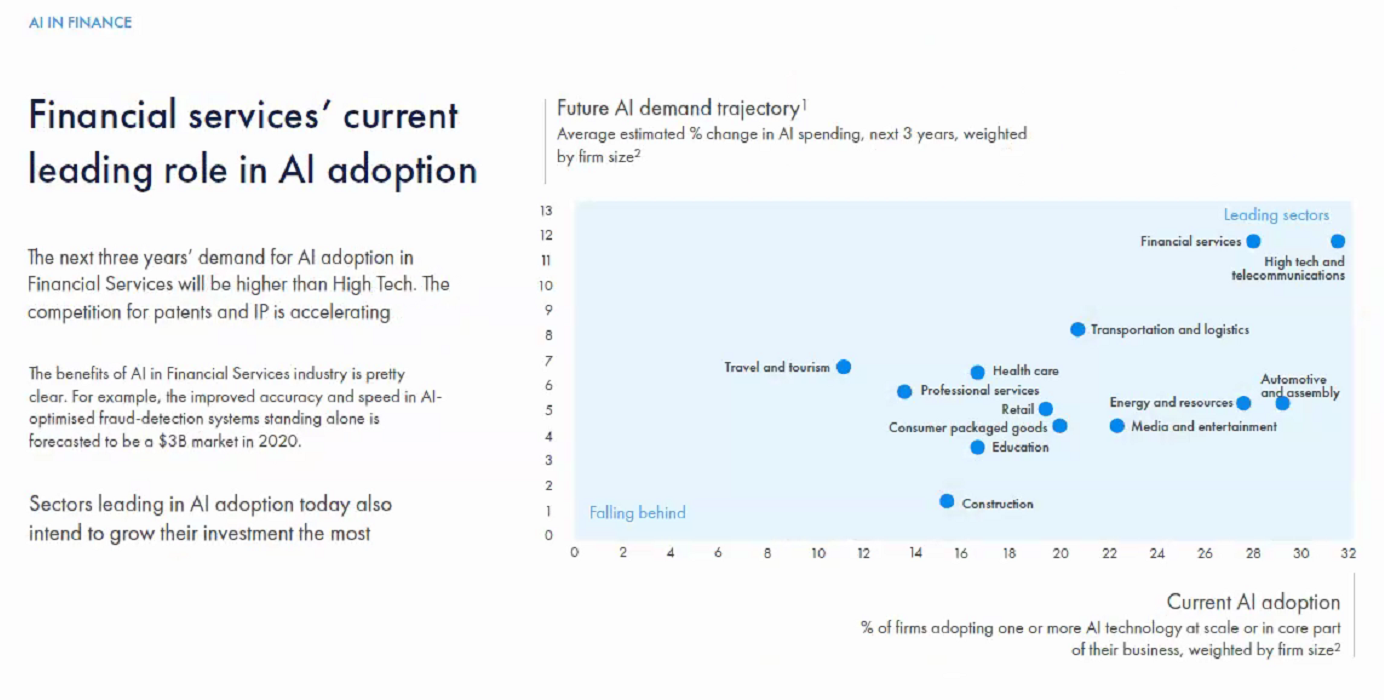 AI IN FINANCE
Financial services' current
leading role in AI adoption
The next three years' demand for AI adoption in
Financial Services will be higher than High Tech. The
competition for patents and IP is accelerating
The benefits of AI in Financial Services industry is pretty
clear. For example, the improved accuracy and speed in AI-
optimised fraud-detection systems standing alone is
forecasted to be a $3B market in 2020.
Sectors leading in AI adoption today also
intend to grow their investment the most
Future AI demand trajectory¹
Average estimated % change in AI spending, next 3 years, weighted
by firm size²
13
12
11
10
9
8
7
6
5
4
3
2
1
0
Leading sectors
Financial services
High tech and
telecommunications
Transportation and logistics
Travel and tourism
Health care
Professional services
Automotive
and assembly
Retail
Energy and resources
Consumer packaged goods
Media and entertainment
Education
Construction
Falling behind
0 2 4 6 8 10 12 14 16 18 20 22 24 26 28 30 32
Current AI adoption
% of firms adopting one or more AI technology at scale or in core part
of their business, weighted by firm size²